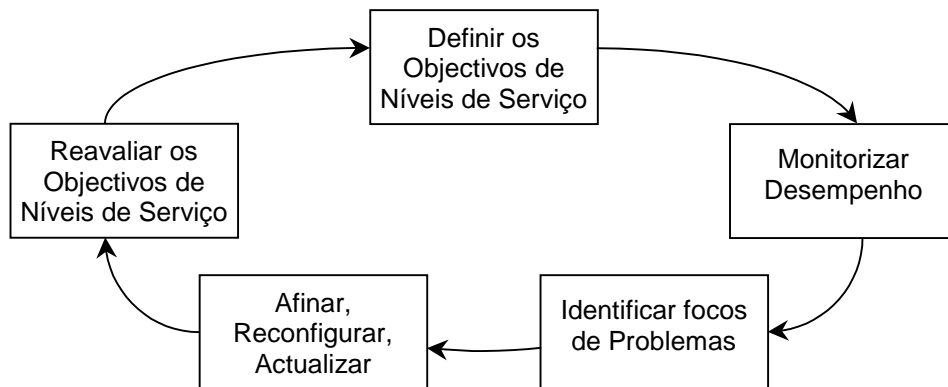 Definir os
Objectivos de
Níveis de Serviço
Monitorizar
Desempenho
Identificar focos
de Problemas
Afinar,
Reconfigurar,
Actualizar
Reavaliar os
Objectivos de
Níveis de Serviço